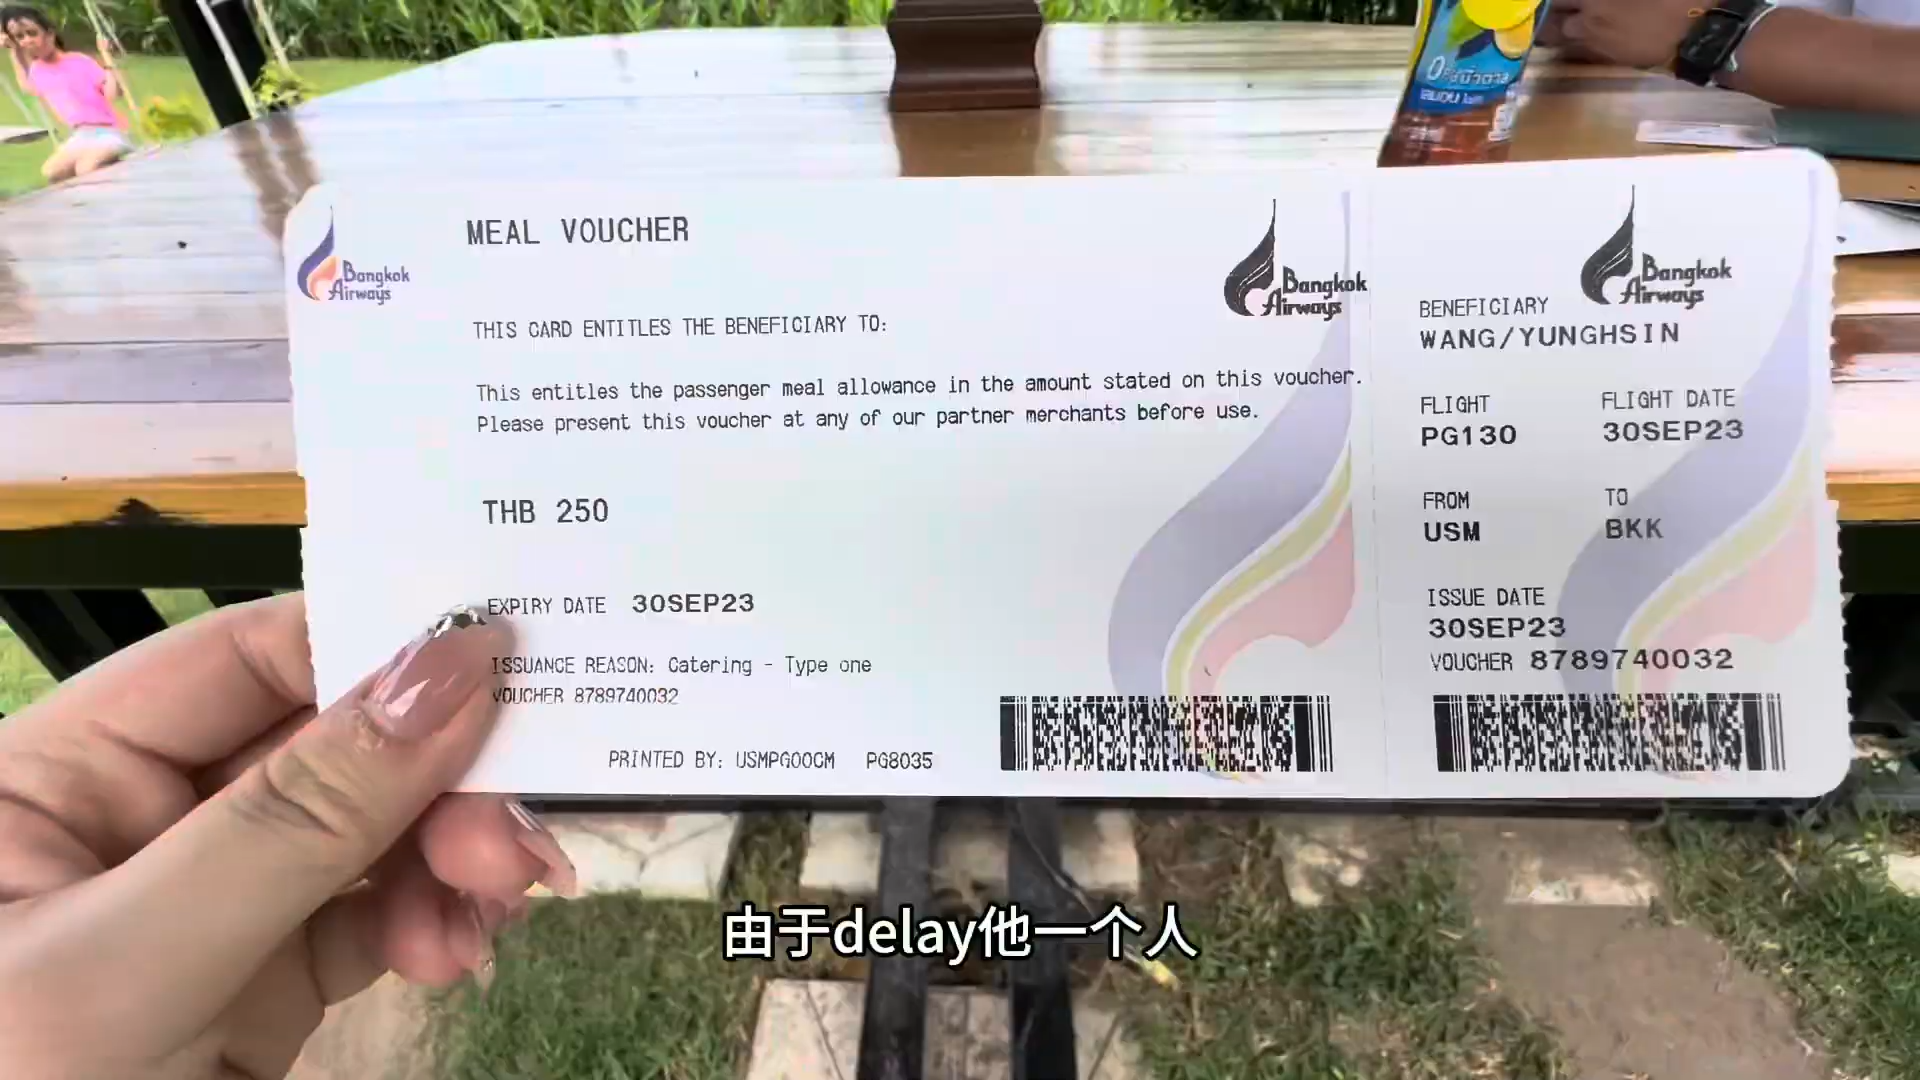 0
MEAL VOUCHER
Bangkok
Airways
Bangkok
Airways
THIS CARD ENTITLES THE BENEFICIARY TO:
This entitles the passenger meal allowance in the amount stated on this voucher.
Please present this voucher at any of our partner merchants before use.
THB 250
EXPIRY DATE 30SEP23
ISSUANCE REASON: Catering - Type one
VOUCHER 8789740032
PRINTED BY: USMPGOOCM PG8035
Bangkok
Airways
BENEFICIARY
WANG/YUNGHSIN
FLIGHT FLIGHT DATE
PG130 30SEP23
FROM TO
USM BKK
ISSUE DATE
30SEP23
VOUCHER 8789740032
由于delay他一个人